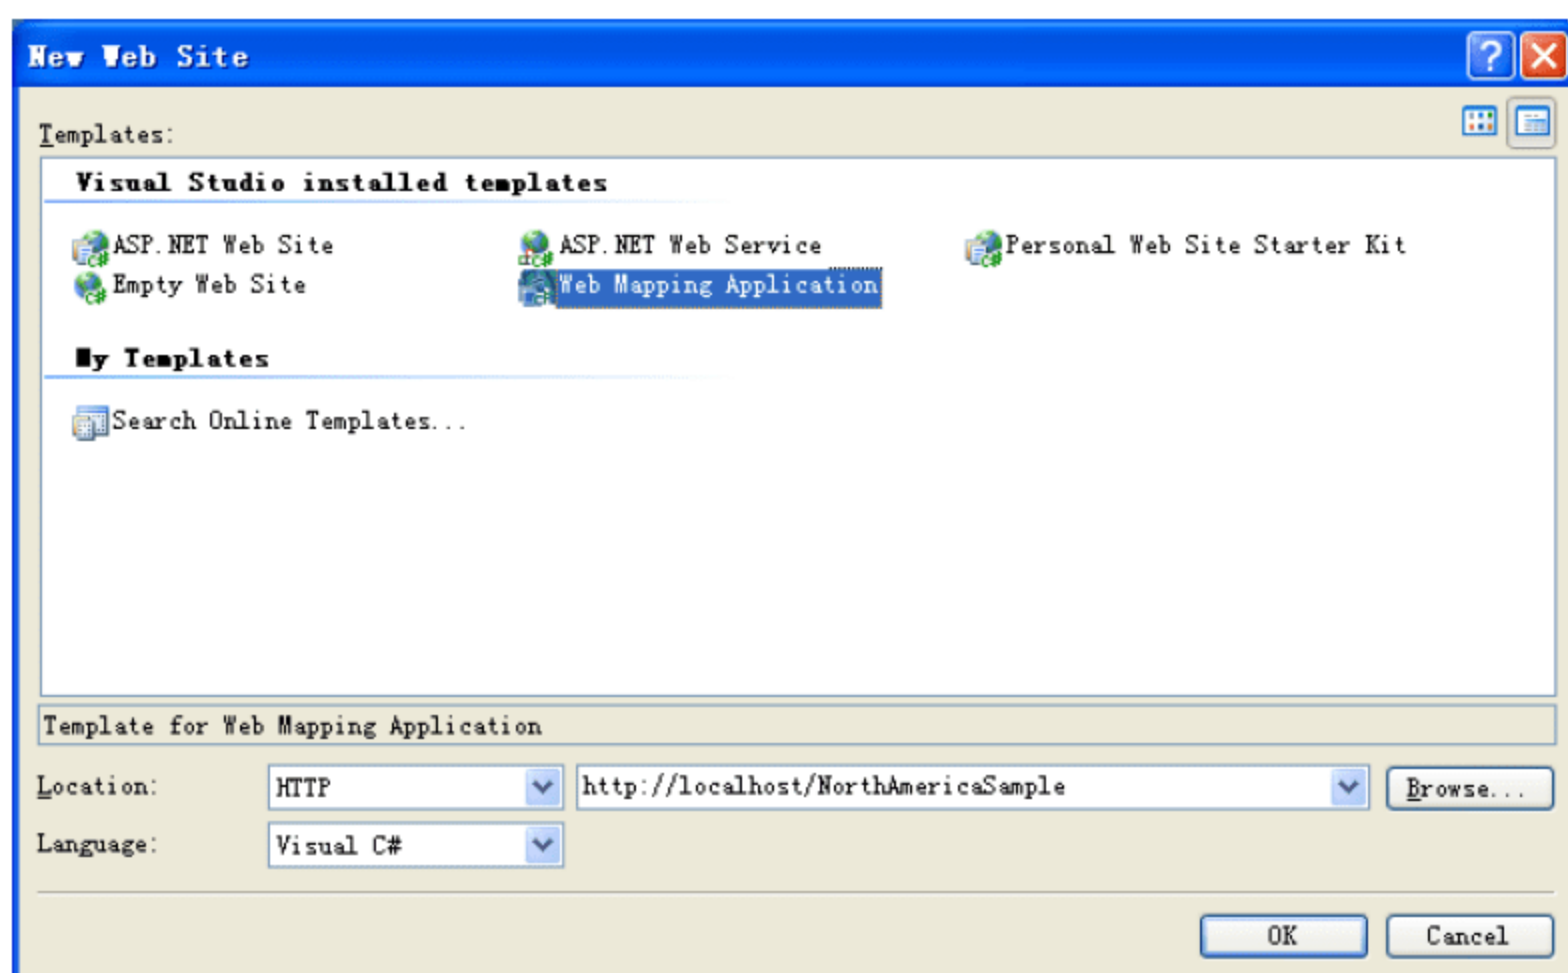 New Web Site
Templates:
Visual Studio installed templates
ASP.NET Web Site
ASP.NET Web Service
Personal Web Site Starter Kit
Empty Web Site
Web Mapping Application
My Templates
Search Online Templates...
Template for Web Mapping Application
Location:
HTTP
http://localhost/NorthAmericaSample
Browse...
Language:
Visual C#
OK
Cancel